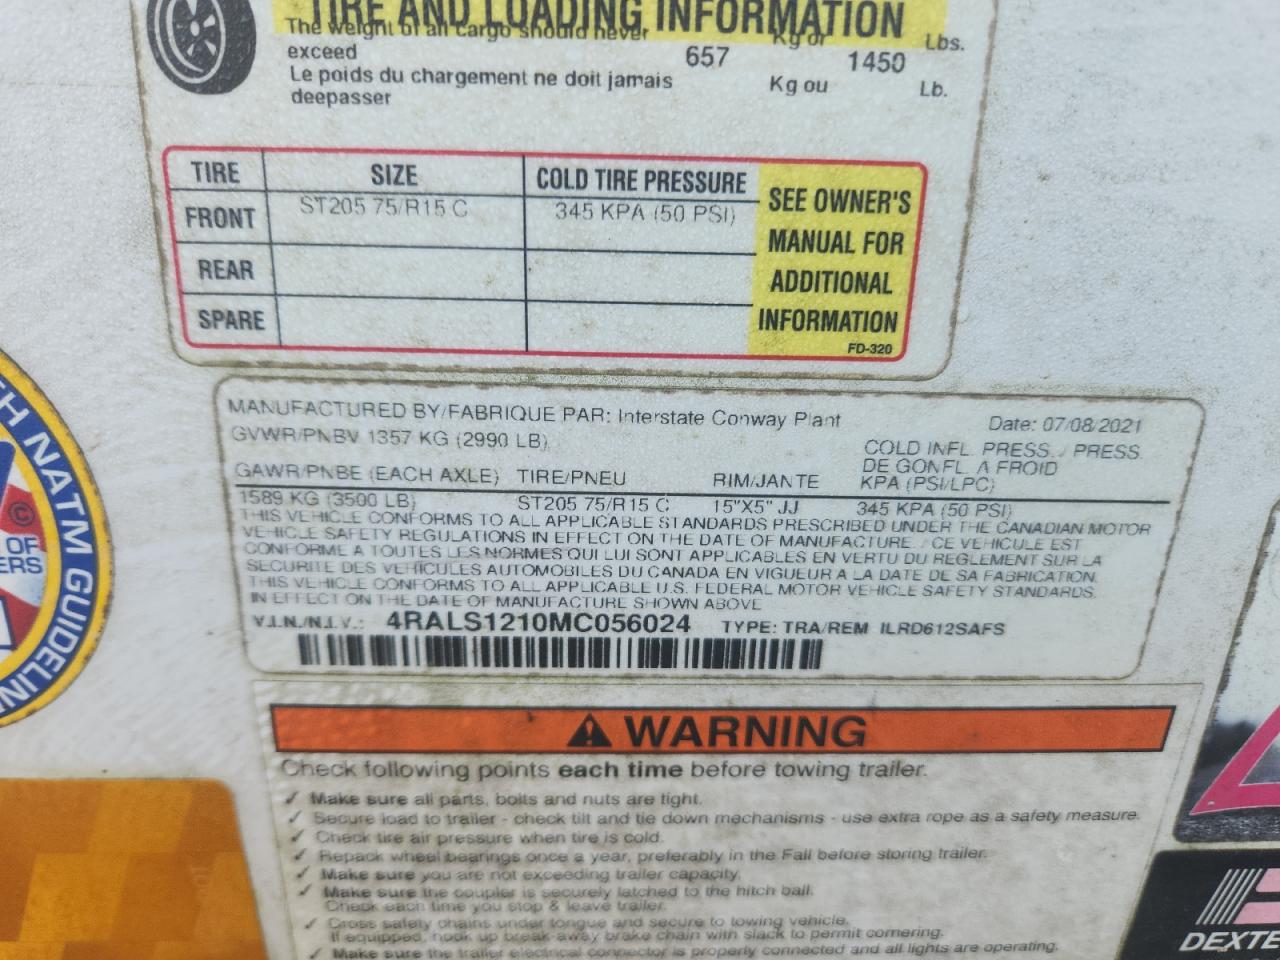 TIRE AND LOADING INFORMATION
The weight of all cargo should never
exceed 657 Kg or 1450 Lbs.
Le poids du chargement ne doit jamais
deepasser Kg ou Lb.
TIRE SIZE COLD TIRE PRESSURE
FRONT ST205 75/R15 C 345 KPA (50 PSI)
REAR
SPARE
SEE OWNER'S
MANUAL FOR
ADDITIONAL
INFORMATION
FD-320
MANUFACTURED BY/FABRIQUE PAR: Interstate Conway Plant Date: 07/08/2021
GVWR/PNBV 1357 KG (2990 LB)
COLD INFL. PRESS. / PRESS.
DE GONFL. A FROID
GAWR/PNBE (EACH AXLE) TIRE/PNEU RIM/JANTE KPA (PSI/LPC)
1589 KG (3500 LB) ST205 75/R15 C 15"X5" JJ 345 KPA (50 PSI)
THIS VEHICLE CONFORMS TO ALL APPLICABLE STANDARDS PRESCRIBED UNDER THE CANADIAN MOTOR
VEHICLE SAFETY REGULATIONS IN EFFECT ON THE DATE OF MANUFACTURE. / CE VEHICULE EST
CONFORME A TOUTES LES NORMES QUI LUI SONT APPLICABLES EN VERTU DU REGLEMENT SUR LA
SECURITE DES VEHICULES AUTOMOBILES DU CANADA EN VIGUEUR A LA DATE DE SA FABRICATION.
THIS VEHICLE CONFORMS TO ALL APPLICABLE U.S. FEDERAL MOTOR VEHICLE SAFETY STANDARDS.
IN EFFECT ON THE DATE OF MANUFACTURE SHOWN ABOVE
V.I.N./N.I.V.: 4RALS1210MC056024 TYPE: TRA/REM ILRD612SAFS
WARNING
Check following points each time before towing trailer.
✓ Make sure all parts, bolts and nuts are tight.
✓ Secure load to trailer - check tilt and tie down mechanisms - use extra rope as a safety measure.
✓ Check tire air pressure when tire is cold.
✓ Repack wheel bearings once a year, preferably in the Fall before storing trailer.
✓ Make sure you are not exceeding trailer capacity.
✓ Make sure the coupler is securely latched to the hitch ball.
Check each time you stop & leave trailer.
✓ Cross safety chains under tongue and secure to towing vehicle.
If equipped, hook up break-away brake chain with slack to permit cornering.
✓ Make sure the trailer electrical connector is properly connected and all lights are operating.
NATM GUIDELIN
©
OF
ERS
DEXTE